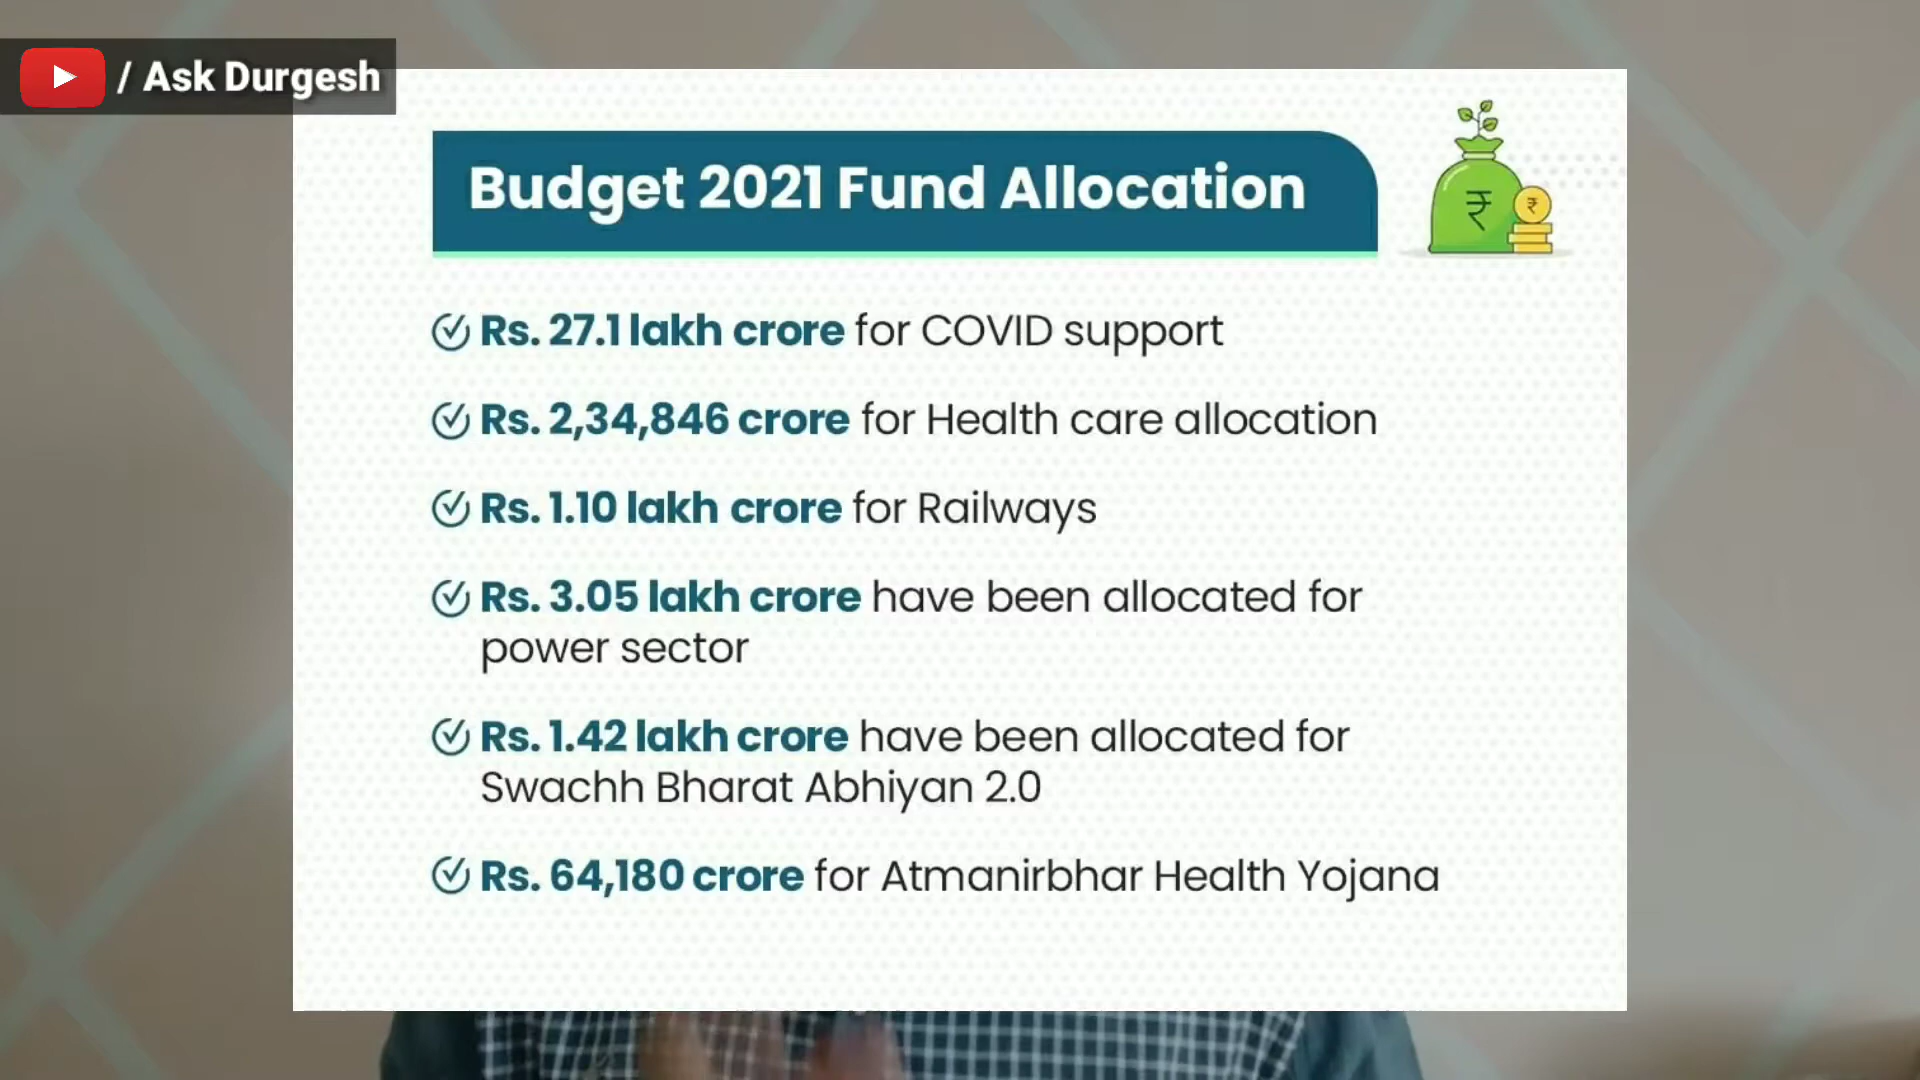 / Ask Durgesh
Budget 2021 Fund Allocation
₹
₹
Rs. 27.1 lakh crore for COVID support
Rs. 2,34,846 crore for Health care allocation
Rs. 1.10 lakh crore for Railways
Rs. 3.05 lakh crore have been allocated for
power sector
Rs. 1.42 lakh crore have been allocated for
Swachh Bharat Abhiyan 2.0
Rs. 64,180 crore for Atmanirbhar Health Yojana